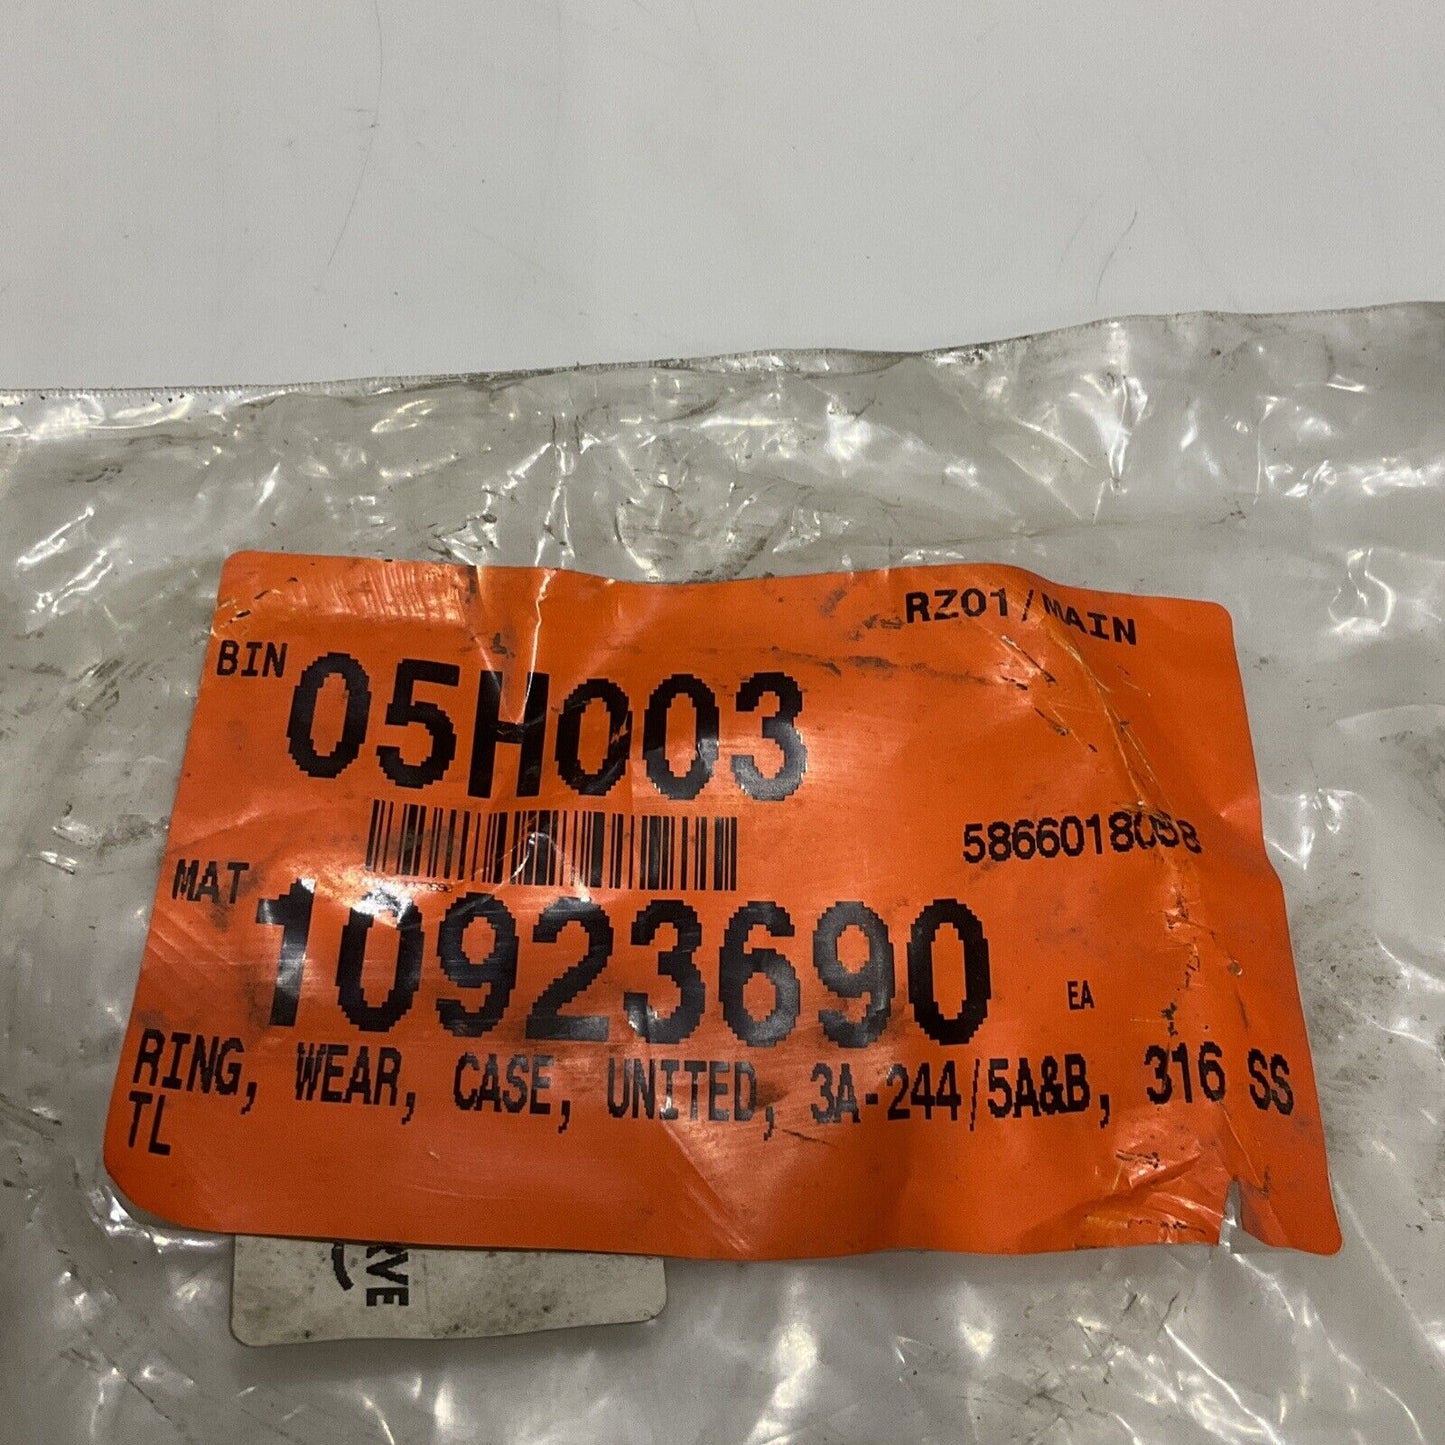 RZ01/MAIN
BIN 05H003
5866018058
MAT 10923690 EA
RING, WEAR, CASE, UNITED, 3A-244/5A&B, 316 SS
TL